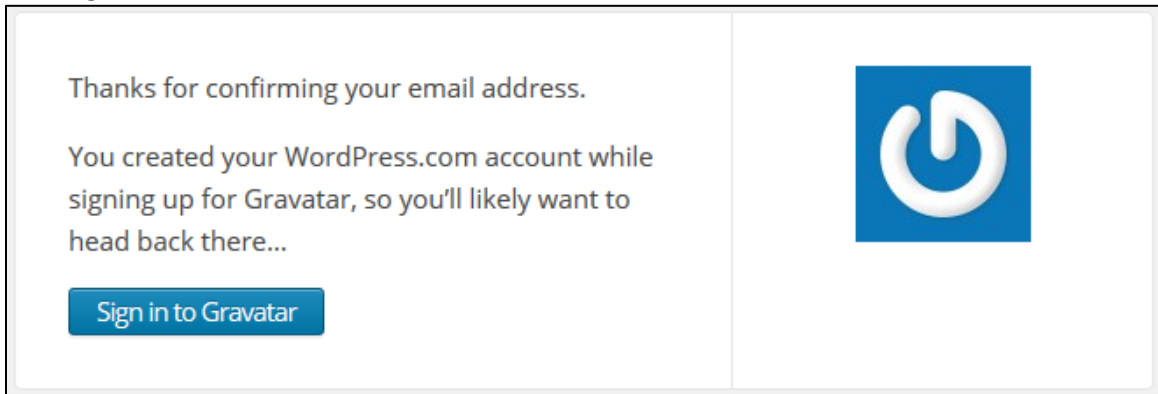 Thanks for confirming your email address.
You created your WordPress.com account while
signing up for Gravatar, so you’ll likely want to
head back there...
Sign in to Gravatar